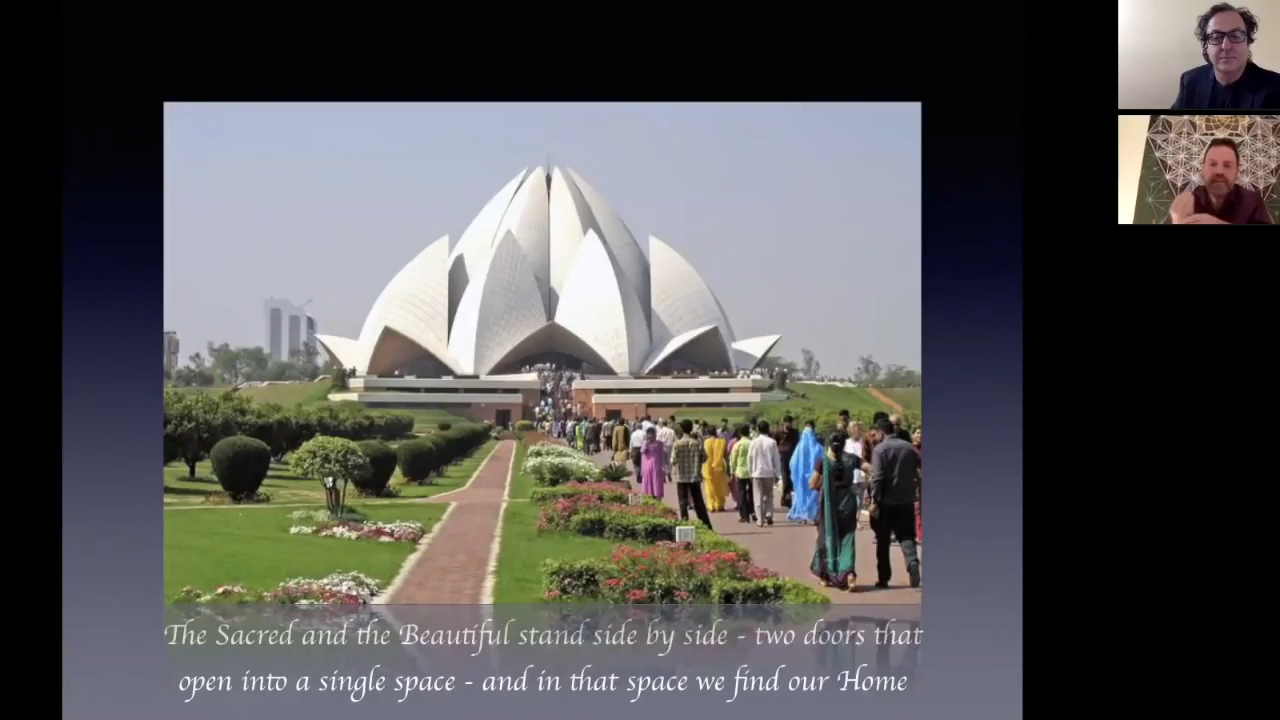 The Sacred and the Beautiful stand side by side - two doors that
open into a single space - and in that space we find our Home